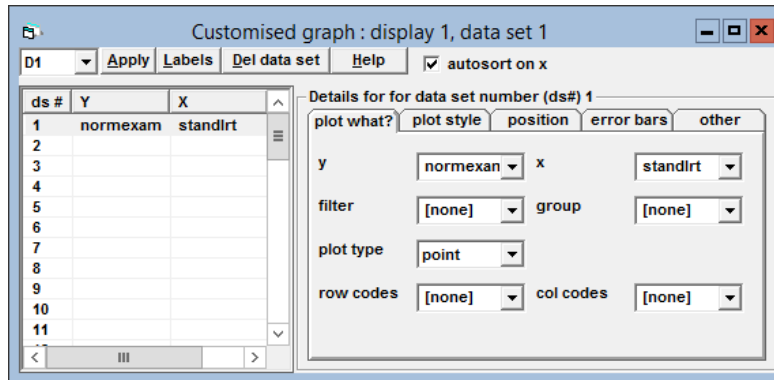 Customised graph : display 1, data set 1
D1 Apply Labels Del data set Help autosort on x
ds # Y X
1 normexam standlrt
2
3
4
5
6
7
8
9
10
11
Details for for data set number (ds#) 1
plot what? plot style position error bars other
y normexan x standlrt
filter [none] group [none]
plot type point
row codes [none] col codes [none]